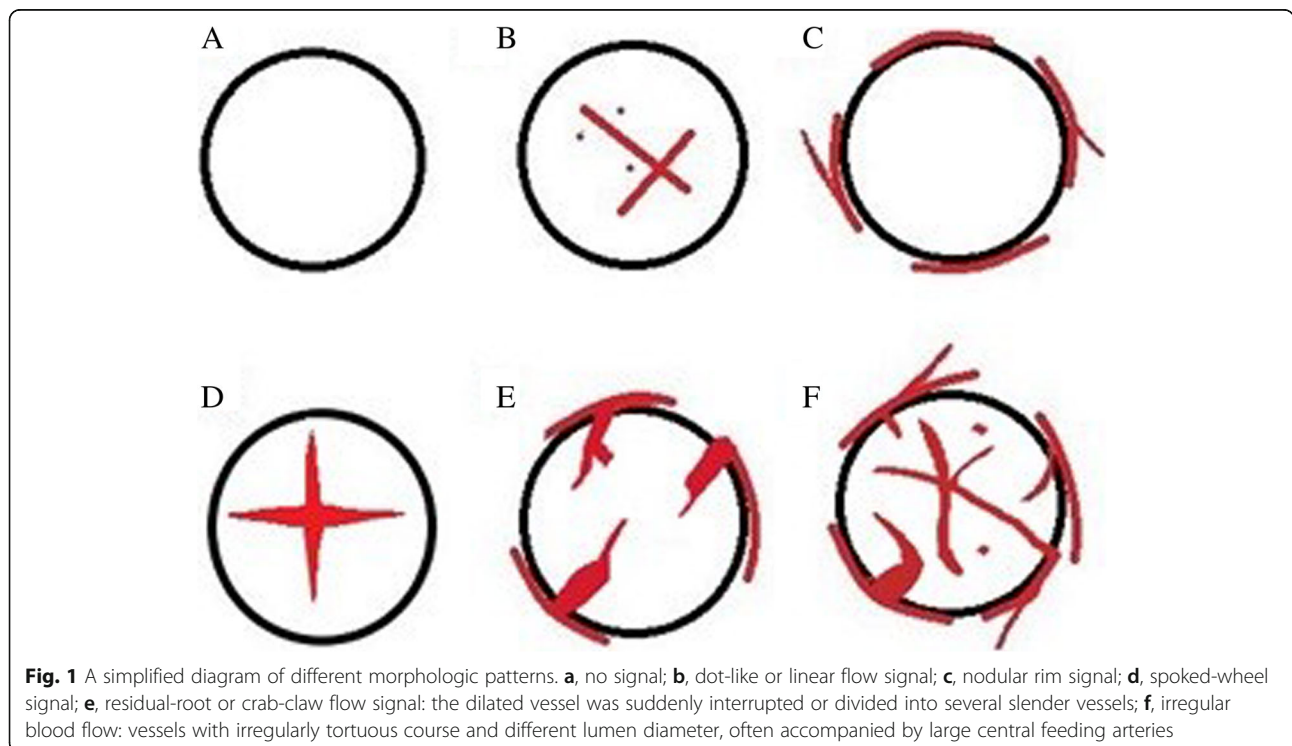 A B C
D E F
Fig. 1 A simplified diagram of different morphologic patterns. a, no signal; b, dot-like or linear flow signal; c, nodular rim signal; d, spoked-wheel
signal; e, residual-root or crab-claw flow signal: the dilated vessel was suddenly interrupted or divided into several slender vessels; f, irregular
blood flow: vessels with irregularly tortuous course and different lumen diameter, often accompanied by large central feeding arteries